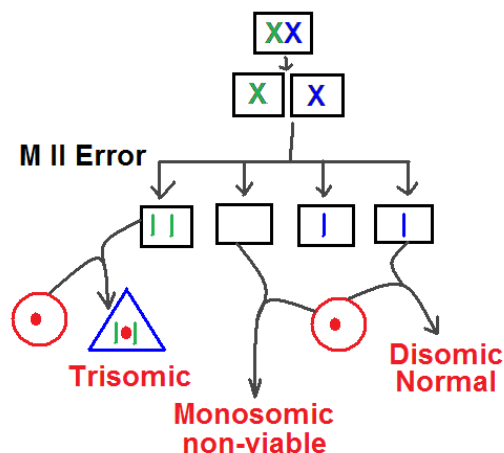 XX
X X
M II Error
Trisomic
Disomic
Normal
Monosomic
non-viable